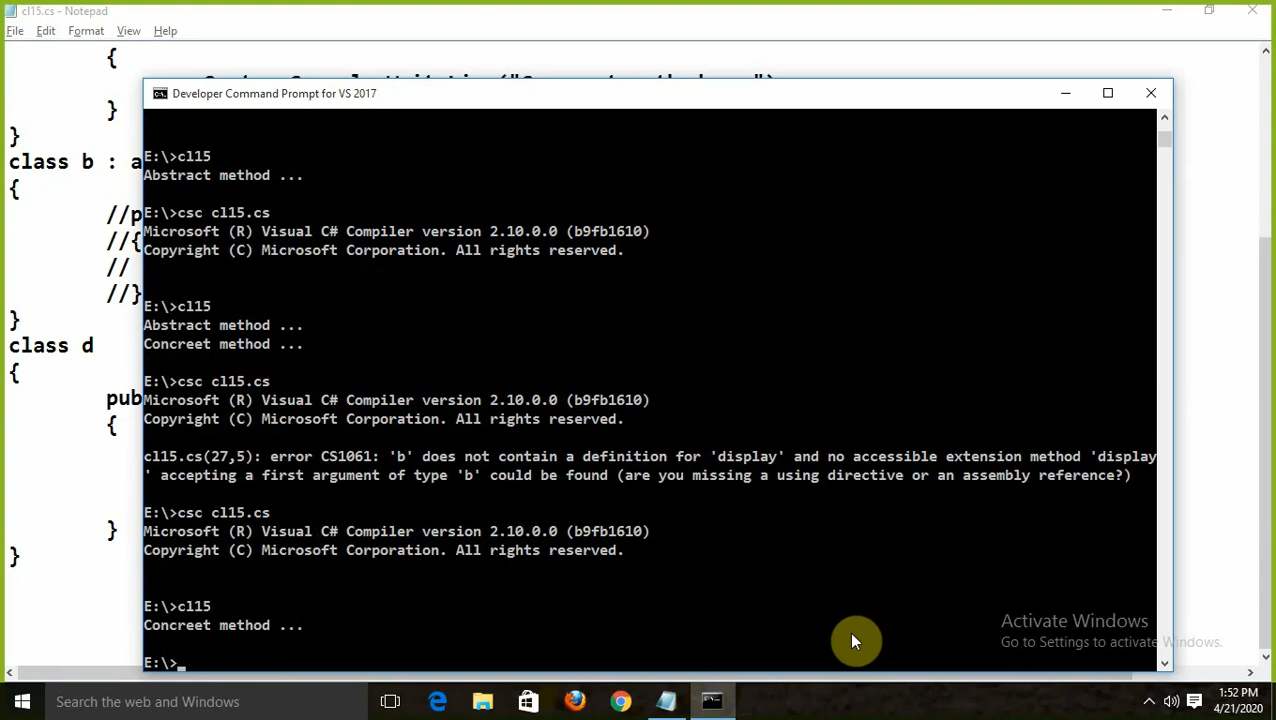 cl15.cs - Notepad
File Edit Format View Help
{
}
}
class b : a
{
//p
//{
//
//}
}
class d
{
pub
{
}
}
Developer Command Prompt for VS 2017
E:\>cl15
Abstract method ...
E:\>csc cl15.cs
Microsoft (R) Visual C# Compiler version 2.10.0.0 (b9fb1610)
Copyright (C) Microsoft Corporation. All rights reserved.
E:\>cl15
Abstract method ...
Concreet method ...
E:\>csc cl15.cs
Microsoft (R) Visual C# Compiler version 2.10.0.0 (b9fb1610)
Copyright (C) Microsoft Corporation. All rights reserved.
cl15.cs(27,5): error CS1061: 'b' does not contain a definition for 'display' and no accessible extension method 'display
' accepting a first argument of type 'b' could be found (are you missing a using directive or an assembly reference?)
E:\>csc cl15.cs
Microsoft (R) Visual C# Compiler version 2.10.0.0 (b9fb1610)
Copyright (C) Microsoft Corporation. All rights reserved.
E:\>cl15
Concreet method ...
E:\>
Activate Windows
Go to Settings to activate Windows.
Search the web and Windows
1:52 PM
4/21/2020